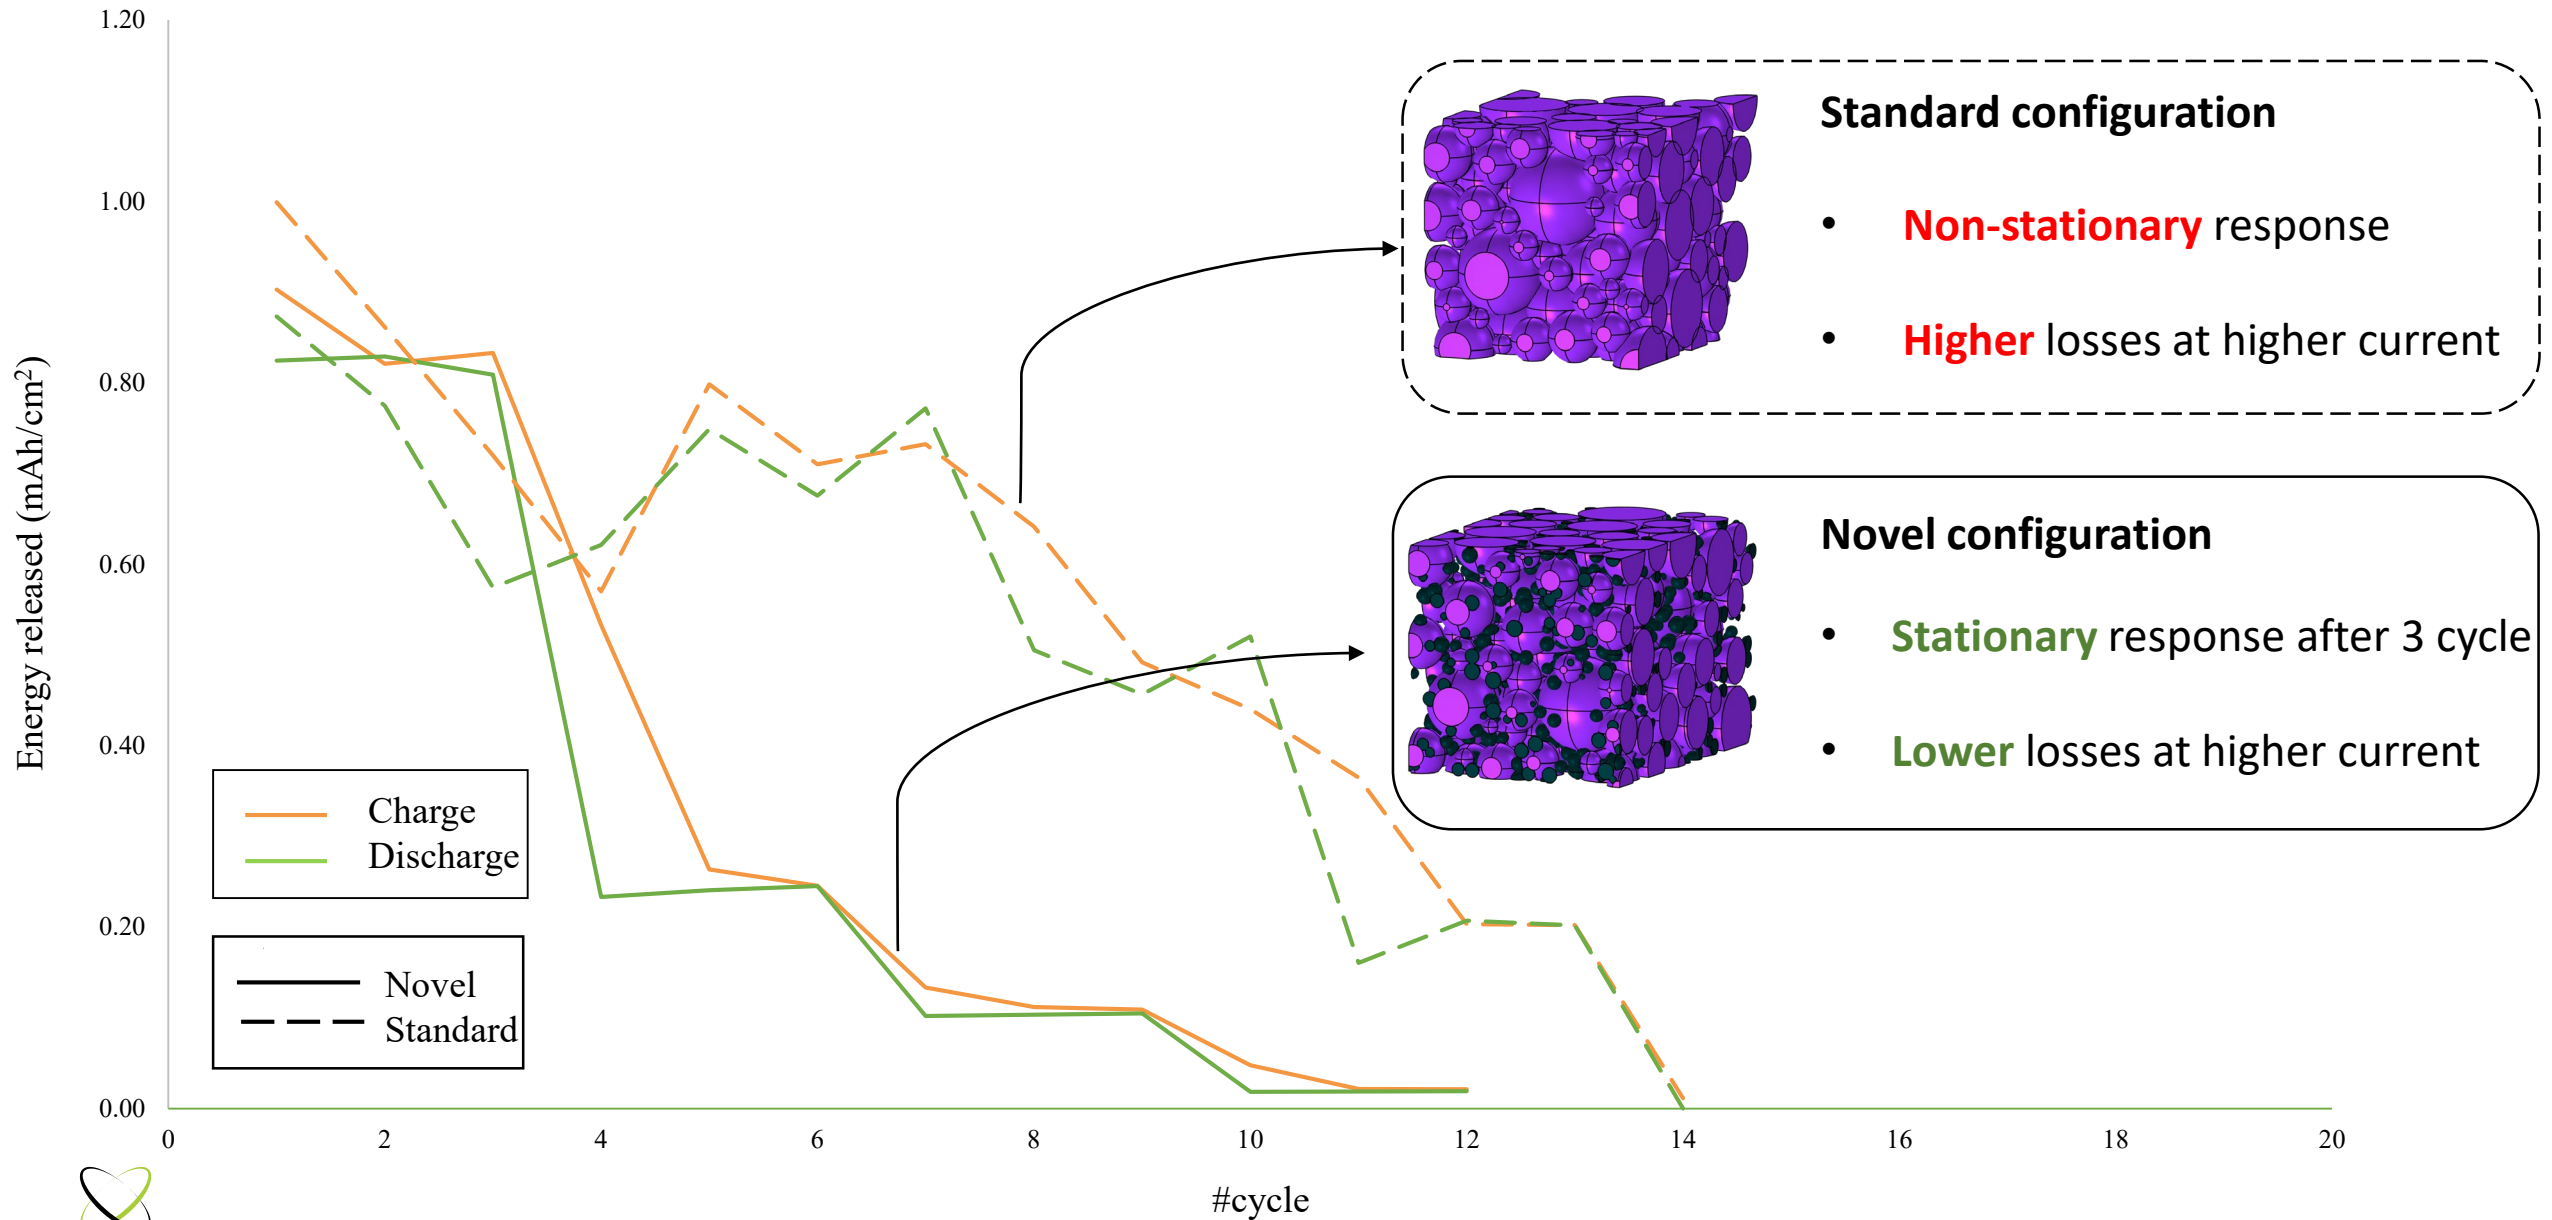 1.20
1.00
0.80
0.60
0.40
0.20
0.00
Energy released (mAh/cm²)
0 2 4 6 8 10 12 14 16 18 20
#cycle
Charge
Discharge
Novel
Standard
Standard configuration
• Non-stationary response
• Higher losses at higher current
Novel configuration
• Stationary response after 3 cycle
• Lower losses at higher current